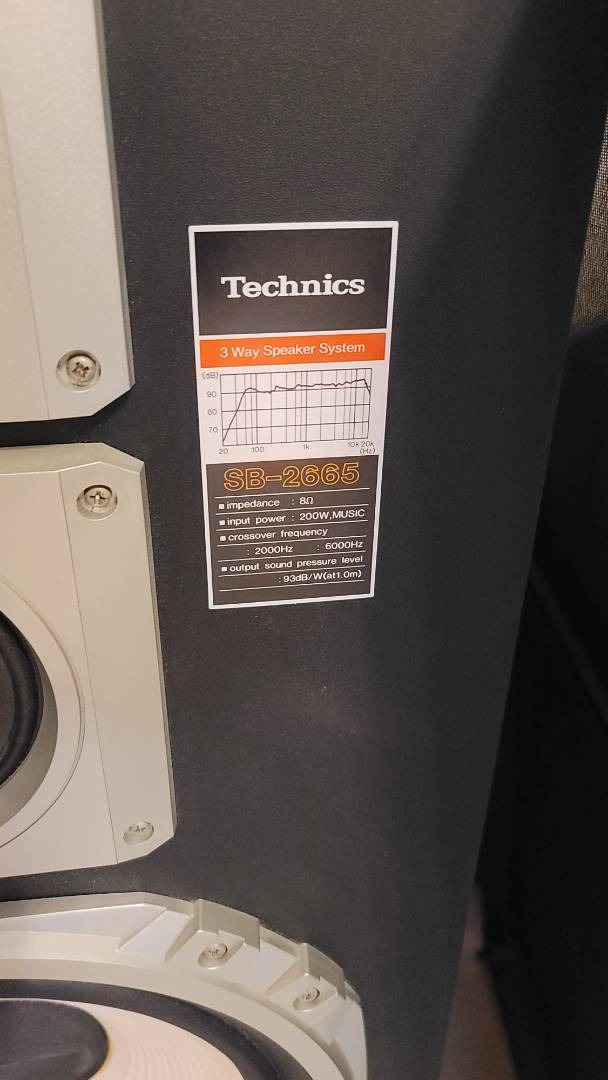 Technics
3 Way Speaker System
(dB)
90
80
70
20 100 1k 10k 20k
(Hz)
SB-2665
■ impedance : 8Ω
■ input power : 200W,MUSIC
■ crossover frequency
: 2000Hz : 6000Hz
■ output sound pressure level
: 93dB/W(at1.0m)